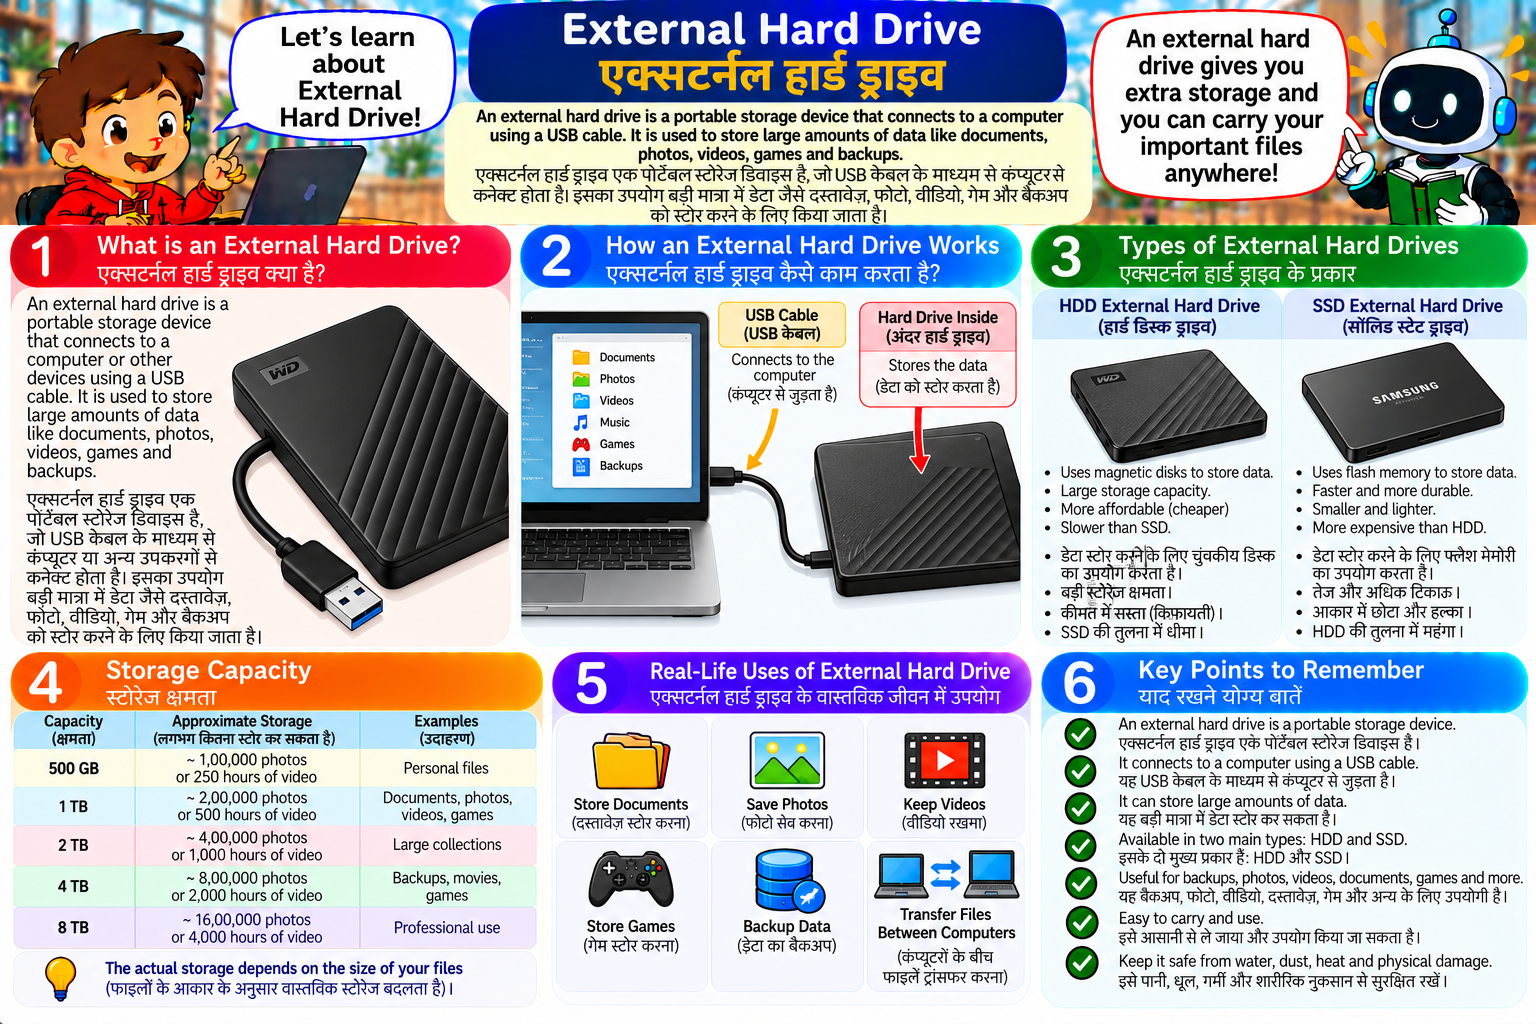 Let's learn
about
External
Hard Drive!
External Hard Drive
एक्सटर्नल हार्ड ड्राइव
An external hard drive is a portable storage device that connects to a computer
using a USB cable. It is used to store large amounts of data like documents,
photos, videos, games and backups.
एक्सटर्नल हार्ड ड्राइव एक पोर्टेबल स्टोरेज डिवाइस है, जो USB केबल के माध्यम से कंप्यूटर से
कनेक्ट होता है। इसका उपयोग बड़ी मात्रा में डेटा जैसे दस्तावेज़, फोटो, वीडियो, गेम और बैकअप
को स्टोर करने के लिए किया जाता है।
An external hard
drive gives you
extra storage and
you can carry your
important files
anywhere!
1 What is an External Hard Drive?
एक्सटर्नल हार्ड ड्राइव क्या है?
An external hard drive is a
portable storage device
that connects to a
computer or other
devices using a USB
cable. It is used to store
large amounts of data
like documents, photos,
videos, games and
backups.
एक्सटर्नल हार्ड ड्राइव एक
पोर्टेबल स्टोरेज डिवाइस है,
जो USB केबल के माध्यम से
कंप्यूटर या अन्य उपकरणों से
कनेक्ट होता है। इसका उपयोग
बड़ी मात्रा में डेटा जैसे दस्तावेज़,
फोटो, वीडियो, गेम और बैकअप
को स्टोर करने के लिए किया जाता है।
WD
2 How an External Hard Drive Works
एक्सटर्नल हार्ड ड्राइव कैसे काम करता है?
Documents
Photos
Videos
Music
Games
Backups
USB Cable
(USB केबल)
Connects to the
computer
(कंप्यूटर से जुड़ता है)
Hard Drive Inside
(अंदर हार्ड ड्राइव)
Stores the data
(डेटा को स्टोर करता है)
3 Types of External Hard Drives
एक्सटर्नल हार्ड ड्राइव के प्रकार
HDD External Hard Drive
(हार्ड डिस्क ड्राइव)
WD
• Uses magnetic disks to store data.
• Large storage capacity.
• More affordable (cheaper)
• Slower than SSD.
• डेटा स्टोर करने के लिए चुंवकीय डिस्क
का उपयोग करता है।
• बड़ी स्टोरेज क्षमता।
• कीमत में सस्ता (किफायती)।
• SSD की तुलना में धीमा।
SSD External Hard Drive
(सॉलिड स्टेट ड्राइव)
SAMSUNG
• Uses flash memory to store data.
• Faster and more durable.
• Smaller and lighter.
• More expensive than HDD.
• डेटा स्टोर करने के लिए फ्लैश मेमोरी
का उपयोग करता है।
• तेज और अधिक टिकाऊ।
• आकार में छोटा और हल्का।
• HDD की तुलना में महंगा।
4 Storage Capacity
स्टोरेज क्षमता
Capacity
(क्षमता)
Approximate Storage
(लगभग कितना स्टोर कर सकता है)
Examples
(उदाहरण)
500 GB
~ 1,00,000 photos
or 250 hours of video
Personal files
1 TB
~ 2,00,000 photos
or 500 hours of video
Documents, photos,
videos, games
2 TB
~ 4,00,000 photos
or 1,000 hours of video
Large collections
4 TB
~ 8,00,000 photos
or 2,000 hours of video
Backups, movies,
games
8 TB
~ 16,00,000 photos
or 4,000 hours of video
Professional use
The actual storage depends on the size of your files
(फाइलों के आकार के अनुसार वास्तविक स्टोरेज बदलता है)।
5 Real-Life Uses of External Hard Drive
एक्सटर्नल हार्ड ड्राइव के वास्तविक जीवन में उपयोग
Store Documents
(दस्तावेज़ स्टोर करना)
Save Photos
(फोटो सेव करना)
Keep Videos
(वीडियो रखमा)
Store Games
(गेम स्टोर करना)
Backup Data
(ड़ेटा का बैकअप)
Transfer Files
Between Computers
(कंप्यूटरों के बीच
फाइलें ट्रांसफर करना)
6 Key Points to Remember
याद रखने योग्य बातें
An external hard drive is a portable storage device.
एक्सटर्नल हार्ड ड्राइव एके पोर्टेबल स्टोरेज डिवाइस है।
It connects to a computer using a USB cable.
यह USB केबल के माध्यम से कंप्यूटर से जुड़ता है।
It can store large amounts of data.
यह बड़ी मात्रा में डेटा स्टोर कर सकता है।
Available in two main types: HDD and SSD.
इसके दो मुख्य प्रकार हैं: HDD और SSD।
Useful for backups, photos, videos, documents, games and more.
यह बैकअप, फोटो, वीडियो, दस्तावेज़, गेम और अन्य के लिए उपयोगी है।
Easy to carry and use.
इसे आसानी से ले जाया और उपयोग किया जा सकता है।
Keep it safe from water, dust, heat and physical damage.
इसे पानी, धूल, गर्मी और शारीरिक नुकसान से सुरक्षित रखें।